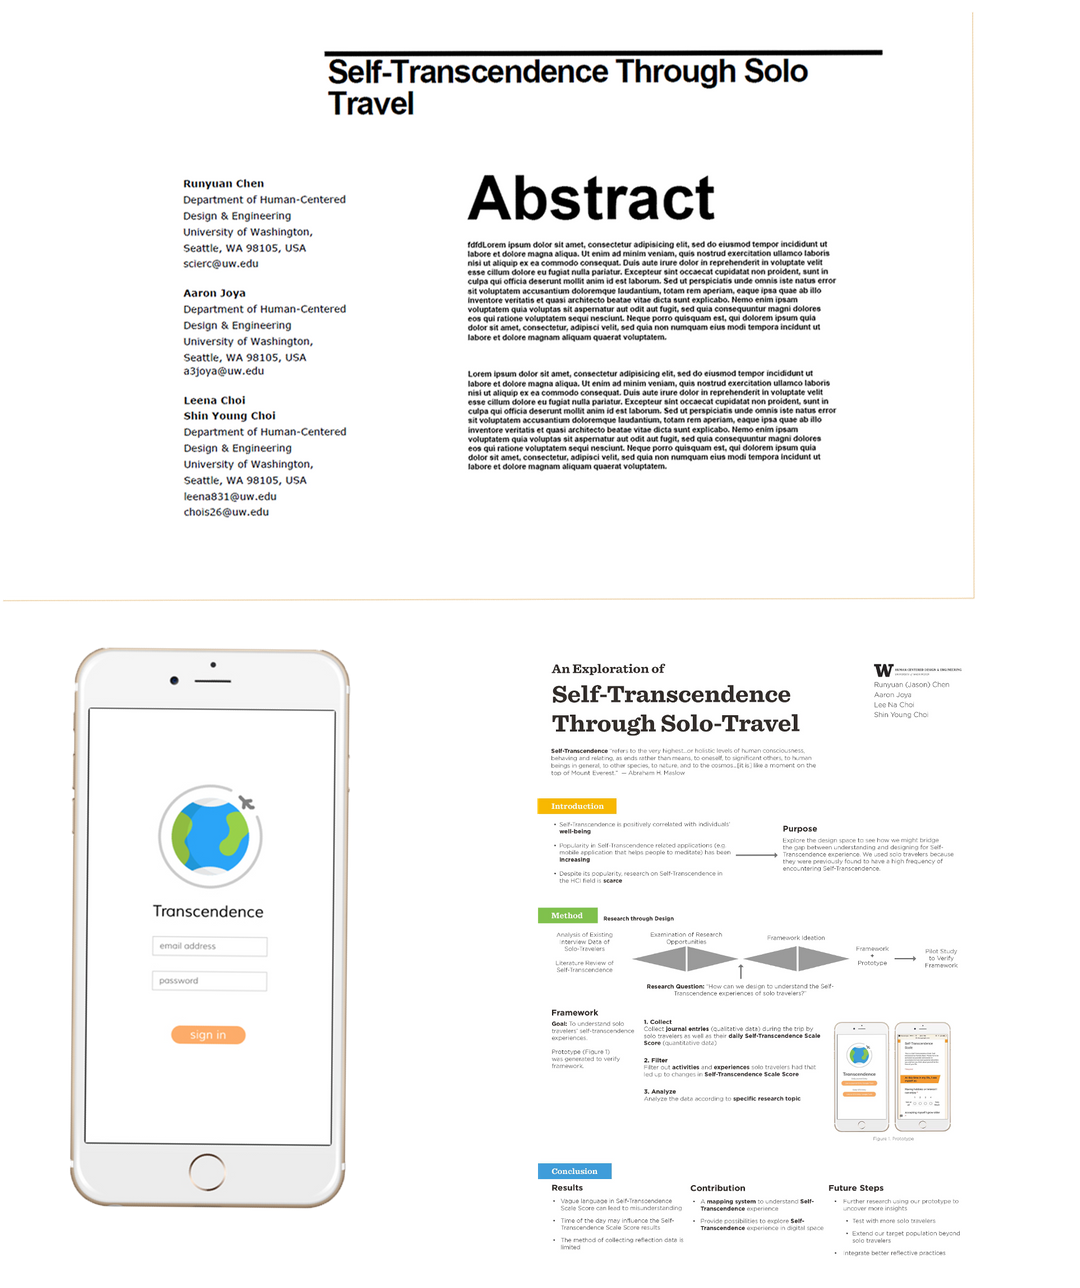 Self-Transcendence Through Solo
Travel
Runyuan Chen
Department of Human-Centered
Design & Engineering
University of Washington,
Seattle, WA 98105, USA
scierc@uw.edu
Aaron Joya
Department of Human-Centered
Design & Engineering
University of Washington,
Seattle, WA 98105, USA
a3joya@uw.edu
Leena Choi
Shin Young Choi
Department of Human-Centered
Design & Engineering
University of Washington,
Seattle, WA 98105, USA
leena831@uw.edu
chois26@uw.edu
Abstract
fdfdLorem ipsum dolor sit amet, consectetur adipisicing elit, sed do eiusmod tempor incididunt ut
labore et dolore magna aliqua. Ut enim ad minim veniam, quis nostrud exercitation ullamco laboris
nisi ut aliquip ex ea commodo consequat. Duis aute irure dolor in reprehenderit in voluptate velit
esse cillum dolore eu fugiat nulla pariatur. Excepteur sint occaecat cupidatat non proident, sunt in
culpa qui officia deserunt mollit anim id est laborum. Sed ut perspiciatis unde omnis iste natus error
sit voluptatem accusantium doloremque laudantium, totam rem aperiam, eaque ipsa quae ab illo
inventore veritatis et quasi architecto beatae vitae dicta sunt explicabo. Nemo enim ipsam
voluptatem quia voluptas sit aspernatur aut odit aut fugit, sed quia consequuntur magni dolores
eos qui ratione voluptatem sequi nesciunt. Neque porro quisquam est, qui dolorem ipsum quia
dolor sit amet, consectetur, adipisci velit, sed quia non numquam eius modi tempora incidunt ut
labore et dolore magnam aliquam quaerat voluptatem.
Lorem ipsum dolor sit amet, consectetur adipisicing elit, sed do eiusmod tempor incididunt ut
labore et dolore magna aliqua. Ut enim ad minim veniam, quis nostrud exercitation ullamco laboris
nisi ut aliquip ex ea commodo consequat. Duis aute irure dolor in reprehenderit in voluptate velit
esse cillum dolore eu fugiat nulla pariatur. Excepteur sint occaecat cupidatat non proident, sunt in
culpa qui officia deserunt mollit anim id est laborum. Sed ut perspiciatis unde omnis iste natus error
sit voluptatem accusantium doloremque laudantium, totam rem aperiam, eaque ipsa quae ab illo
inventore veritatis et quasi architecto beatae vitae dicta sunt explicabo. Nemo enim ipsam
voluptatem quia voluptas sit aspernatur aut odit aut fugit, sed quia consequuntur magni dolores
eos qui ratione voluptatem sequi nesciunt. Neque porro quisquam est, qui dolorem ipsum quia
dolor sit amet, consectetur, adipisci velit, sed quia non numquam eius modi tempora incidunt ut
labore et dolore magnam aliquam quaerat voluptatem.
Transcendence
email address
password
sign in
An Exploration of
Self-Transcendence
Through Solo-Travel
W HUMAN CENTERED DESIGN & ENGINEERING
Runyuan (Jason) Chen
Aaron Joya
Lee Na Choi
Shin Young Choi
Self-Transcendence "refers to the very highest...or holistic levels of human consciousness,
behaving and relating, as ends rather than means, to oneself, to significant others, to human
beings in general, to other species, to nature, and to the cosmos...[it is] like a moment on the
top of Mount Everest." — Abraham H. Maslow
Introduction
• Self-Transcendence is positively correlated with individuals'
well-being
• Popularity in Self-Transcendence related applications (e.g.
mobile application that helps people to meditate) has been
increasing
• Despite its popularity, research on Self-Transcendence in
the HCI field is scarce
Purpose
Explore the design space to see how we might bridge
the gap between understanding and designing for Self-
Transcendence experience. We used solo travelers because
they were previously found to have a high frequency of
encountering Self-Transcendence.
Method
Research through Design
Analysis of Existing
Interview Data of
Solo-Travelers
Literature Review of
Self-Transcendence
Examination of Research
Opportunities
Framework Ideation
Framework
+
Prototype
Pilot Study
to Verify
Framework
Research Question: "How can we design to understand the Self-
Transcendence experiences of solo travelers?"
Framework
Goal: To understand solo
travelers' self-transcendence
experiences.
Prototype (Figure 1)
was generated to verify
framework.
1. Collect
Collect journal entries (qualitative data) during the trip by
solo travelers as well as their daily Self-Transcendence Scale
Score (quantitative data)
2. Filter
Filter out activities and experiences solo travelers had that
led up to changes in Self-Transcendence Scale Score
3. Analyze
Analyze the data according to specific research topic
Transcendence
Self Transcendence
Scale
Figure 1. Prototype
Conclusion
Results
• Vague language in Self-Transcendence
Scale Score can lead to misunderstanding
• Time of the day may influence the Self-
Transcendence Scale Score results
• The method of collecting reflection data is
limited
Contribution
• A mapping system to understand Self-
Transcendence experience
• Provide possibilities to explore Self-
Transcendence experience in digital space
Future Steps
• Further research using our prototype to
uncover more insights
• Test with more solo travelers
• Extend our target population beyond
solo travelers
• Integrate better reflective practices